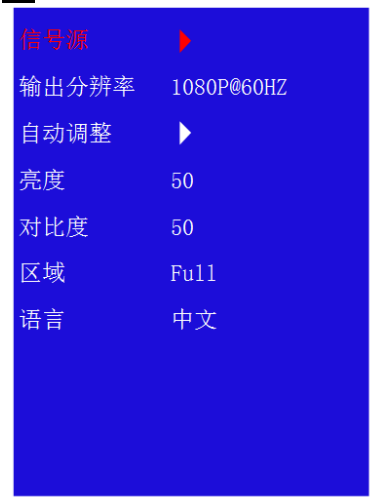 信号源
输出分辨率 1080P@60HZ
自动调整
亮度 50
对比度 50
区域 Full
语言 中文